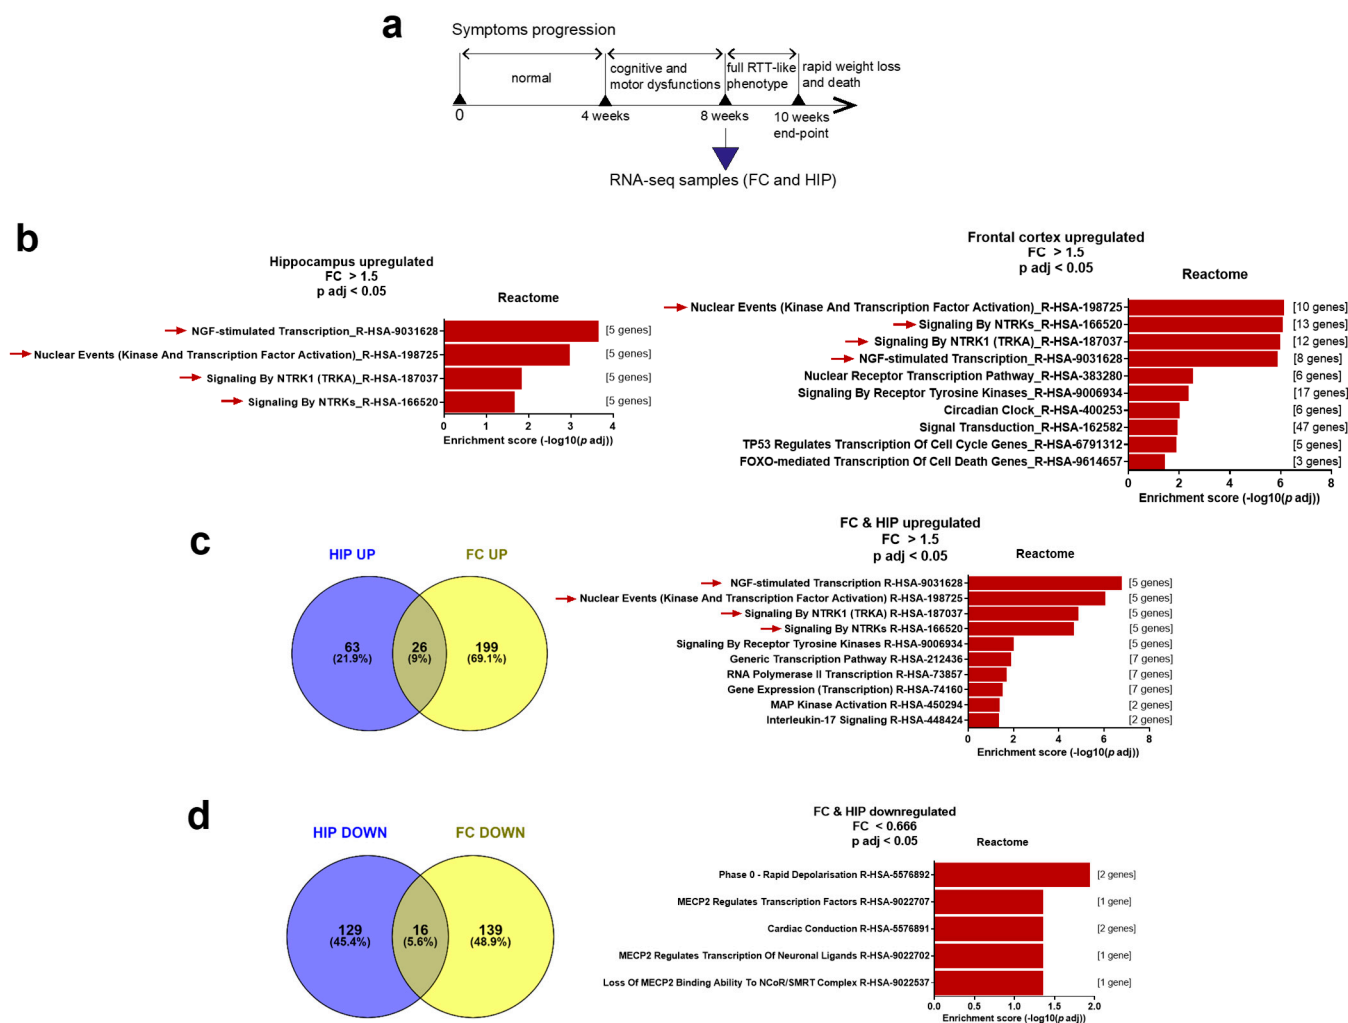 a
Symptoms progression
normal
cognitive and
motor dysfunctions
full RTT-like
phenotype
rapid weight loss
and death
0
4 weeks
8 weeks
10 weeks
end-point
RNA-seq samples (FC and HIP)
b
Hippocampus upregulated
FC > 1.5
p adj < 0.05
Reactome
NGF-stimulated Transcription_R-HSA-9031628 [5 genes]
Nuclear Events (Kinase And Transcription Factor Activation)_R-HSA-198725 [5 genes]
Signaling By NTRK1 (TRKA)_R-HSA-187037 [5 genes]
Signaling By NTRKs_R-HSA-166520 [5 genes]
0 1 2 3 4
Enrichment score (-log10(p adj))
Frontal cortex upregulated
FC > 1.5
p adj < 0.05
Reactome
Nuclear Events (Kinase And Transcription Factor Activation)_R-HSA-198725 [10 genes]
Signaling By NTRKs_R-HSA-166520 [13 genes]
Signaling By NTRK1 (TRKA)_R-HSA-187037 [12 genes]
NGF-stimulated Transcription_R-HSA-9031628 [8 genes]
Nuclear Receptor Transcription Pathway_R-HSA-383280 [6 genes]
Signaling By Receptor Tyrosine Kinases_R-HSA-9006934 [17 genes]
Circadian Clock_R-HSA-400253 [6 genes]
Signal Transduction_R-HSA-162582 [47 genes]
TP53 Regulates Transcription Of Cell Cycle Genes_R-HSA-6791312 [5 genes]
FOXO-mediated Transcription Of Cell Death Genes_R-HSA-9614657 [3 genes]
0 2 4 6 8
Enrichment score (-log10(p adj))
c
HIP UP
FC UP
63
(21.9%)
26
(9%)
199
(69.1%)
FC & HIP upregulated
FC > 1.5
p adj < 0.05
Reactome
NGF-stimulated Transcription R-HSA-9031628 [5 genes]
Nuclear Events (Kinase And Transcription Factor Activation) R-HSA-198725 [5 genes]
Signaling By NTRK1 (TRKA) R-HSA-187037 [5 genes]
Signaling By NTRKs R-HSA-166520 [5 genes]
Signaling By Receptor Tyrosine Kinases R-HSA-9006934 [5 genes]
Generic Transcription Pathway R-HSA-212436 [7 genes]
RNA Polymerase II Transcription R-HSA-73857 [7 genes]
Gene Expression (Transcription) R-HSA-74160 [7 genes]
MAP Kinase Activation R-HSA-450294 [2 genes]
Interleukin-17 Signaling R-HSA-448424 [2 genes]
0 2 4 6 8
Enrichment score (-log10(p adj))
d
HIP DOWN
FC DOWN
129
(45.4%)
16
(5.6%)
139
(48.9%)
FC & HIP downregulated
FC < 0.666
p adj < 0.05
Reactome
Phase 0 - Rapid Depolarisation R-HSA-5576892 [2 genes]
MECP2 Regulates Transcription Factors R-HSA-9022707 [1 gene]
Cardiac Conduction R-HSA-5576891 [2 genes]
MECP2 Regulates Transcription Of Neuronal Ligands R-HSA-9022702 [1 gene]
Loss Of MECP2 Binding Ability To NCoR/SMRT Complex R-HSA-9022537 [1 gene]
0.0 0.5 1.0 1.5 2.0
Enrichment score (-log10(p adj))